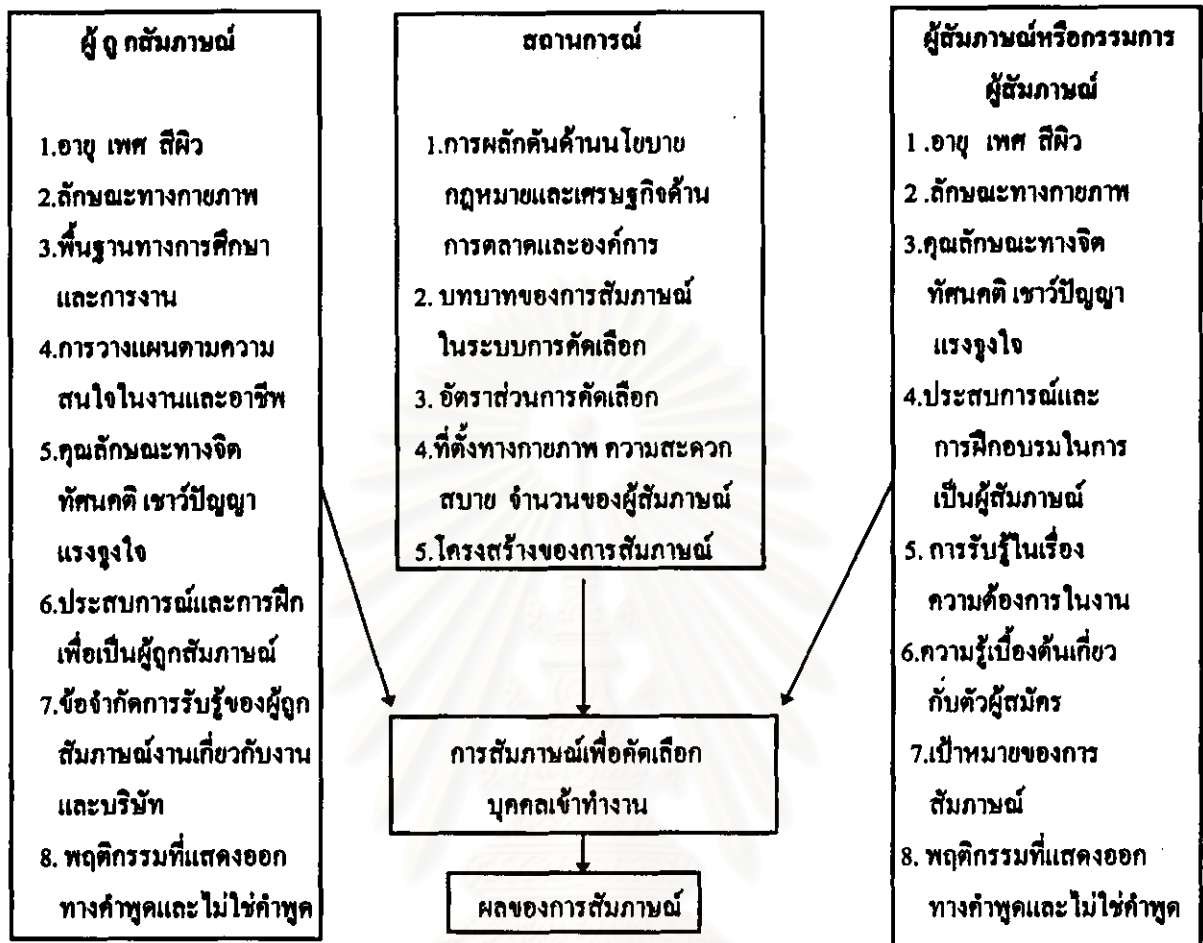 ผู้ ถู กสัมภาษณ์
1.อายุ เพศ สีผิว
2.ลักษณะทางกายภาพ
3.พื้นฐานทางการศึกษา
และการงาน
4.การวางแผนตามความ
สนใจในงานและอาชีพ
5.คุณลักษณะทางจิต
ทัศนคติ เชาว์ปัญญา
แรงจูงใจ
6.ประสบการณ์และการฝึก
เพื่อเป็นผู้ถูกสัมภาษณ์
7.ข้อจำกัดการรับรู้ของผู้ถูก
สัมภาษณ์งานเกี่ยวกับงาน
และบริษัท
8. พฤติกรรมที่แสดงออก
ทางคำพูดและไม่ใช่คำพูด
สถานการณ์
1.การผลักดันด้านนโยบาย
กฎหมายและเศรษฐกิจด้าน
การตลาดและองค์การ
2. บทบาทของการสัมภาษณ์
ในระบบการคัดเลือก
3. อัตราส่วนการคัดเลือก
4.ที่ตั้งทางกายภาพ ความสะดวก
สบาย จำนวนของผู้สัมภาษณ์
5.โครงสร้างของการสัมภาษณ์
ผู้สัมภาษณ์หรือกรรมการ
ผู้สัมภาษณ์
1 .อายุ เพศ สีผิว
2 .ลักษณะทางกายภาพ
3.คุณลักษณะทางจิต
ทัศนคติ เชาว์ปัญญา
แรงจูงใจ
4.ประสบการณ์และ
การฝึกอบรมในการ
เป็นผู้สัมภาษณ์
5. การรับรู้ในเรื่อง
ความต้องการในงาน
6.ความรู้เบื้องต้นเกี่ยว
กับตัวผู้สมัคร
7.เป้าหมายของการ
สัมภาษณ์
8. พฤติกรรมที่แสดงออก
ทางคำพูดและไม่ใช่คำพูด
การสัมภาษณ์เพื่อคัดเลือก
บุคคลเข้าทำงาน
ผลของการสัมภาษณ์